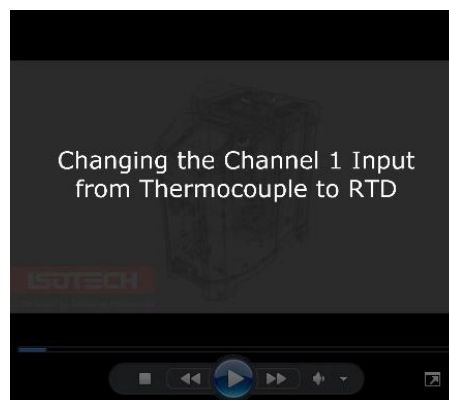 Changing the Channel 1 Input
from Thermocouple to RTD
ISOTECH